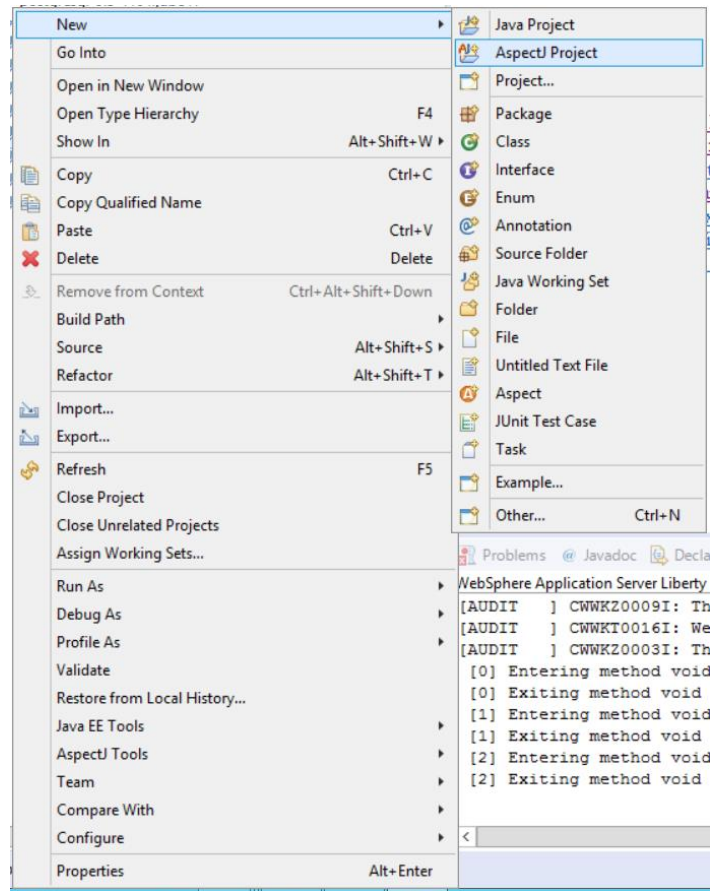 New
Go Into
Open in New Window
Open Type Hierarchy F4
Show In Alt+Shift+W
Copy Ctrl+C
Copy Qualified Name
Paste Ctrl+V
Delete Delete
Remove from Context Ctrl+Alt+Shift+Down
Build Path
Source Alt+Shift+S
Refactor Alt+Shift+T
Import...
Export...
Refresh F5
Close Project
Close Unrelated Projects
Assign Working Sets...
Run As
Debug As
Profile As
Validate
Restore from Local History...
Java EE Tools
AspectJ Tools
Team
Compare With
Configure
Properties Alt+Enter
Java Project
AspectJ Project
Project...
Package
Class
Interface
Enum
Annotation
Source Folder
Java Working Set
Folder
File
Untitled Text File
Aspect
JUnit Test Case
Task
Example...
Other... Ctrl+N
Problems @ Javadoc Decla
WebSphere Application Server Liberty
[AUDIT ] CWWKZ0009I: Th
[AUDIT ] CWWKT0016I: We
[AUDIT ] CWWKZ0003I: Th
[0] Entering method void
[0] Exiting method void
[1] Entering method void
[1] Exiting method void
[2] Entering method void
[2] Exiting method void